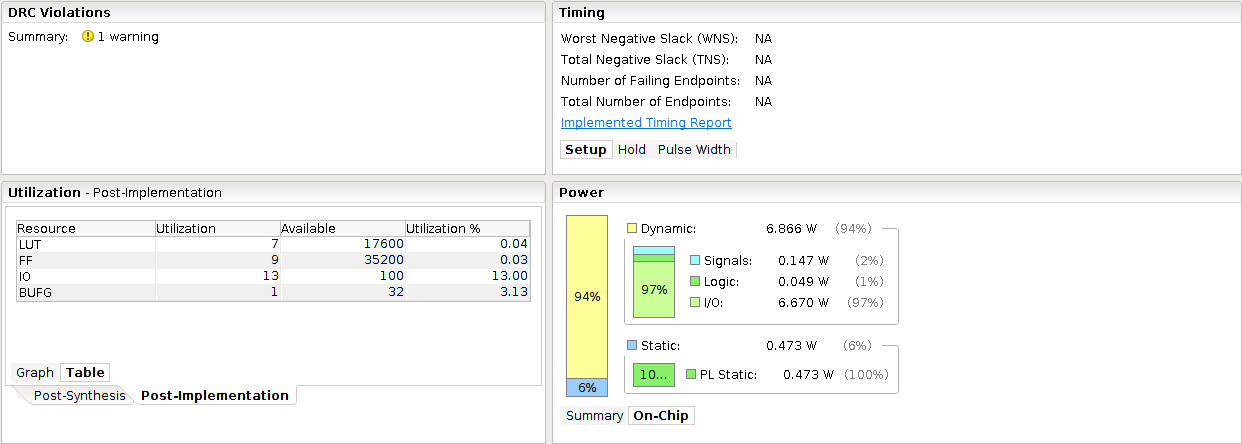 DRC Violations
Summary: 1 warning
Timing
Worst Negative Slack (WNS): NA
Total Negative Slack (TNS): NA
Number of Failing Endpoints: NA
Total Number of Endpoints: NA
Implemented Timing Report
Setup Hold Pulse Width
Utilization - Post-Implementation
Resource Utilization Available Utilization %
LUT 7 17600 0.04
FF 9 35200 0.03
IO 13 100 13.00
BUFG 1 32 3.13
Graph Table
Post-Synthesis Post-Implementation
Power
94%
6%
Dynamic: 6.866 W (94%)
97%
Signals: 0.147 W (2%)
Logic: 0.049 W (1%)
I/O: 6.670 W (97%)
Static: 0.473 W (6%)
10...
PL Static: 0.473 W (100%)
Summary On-Chip